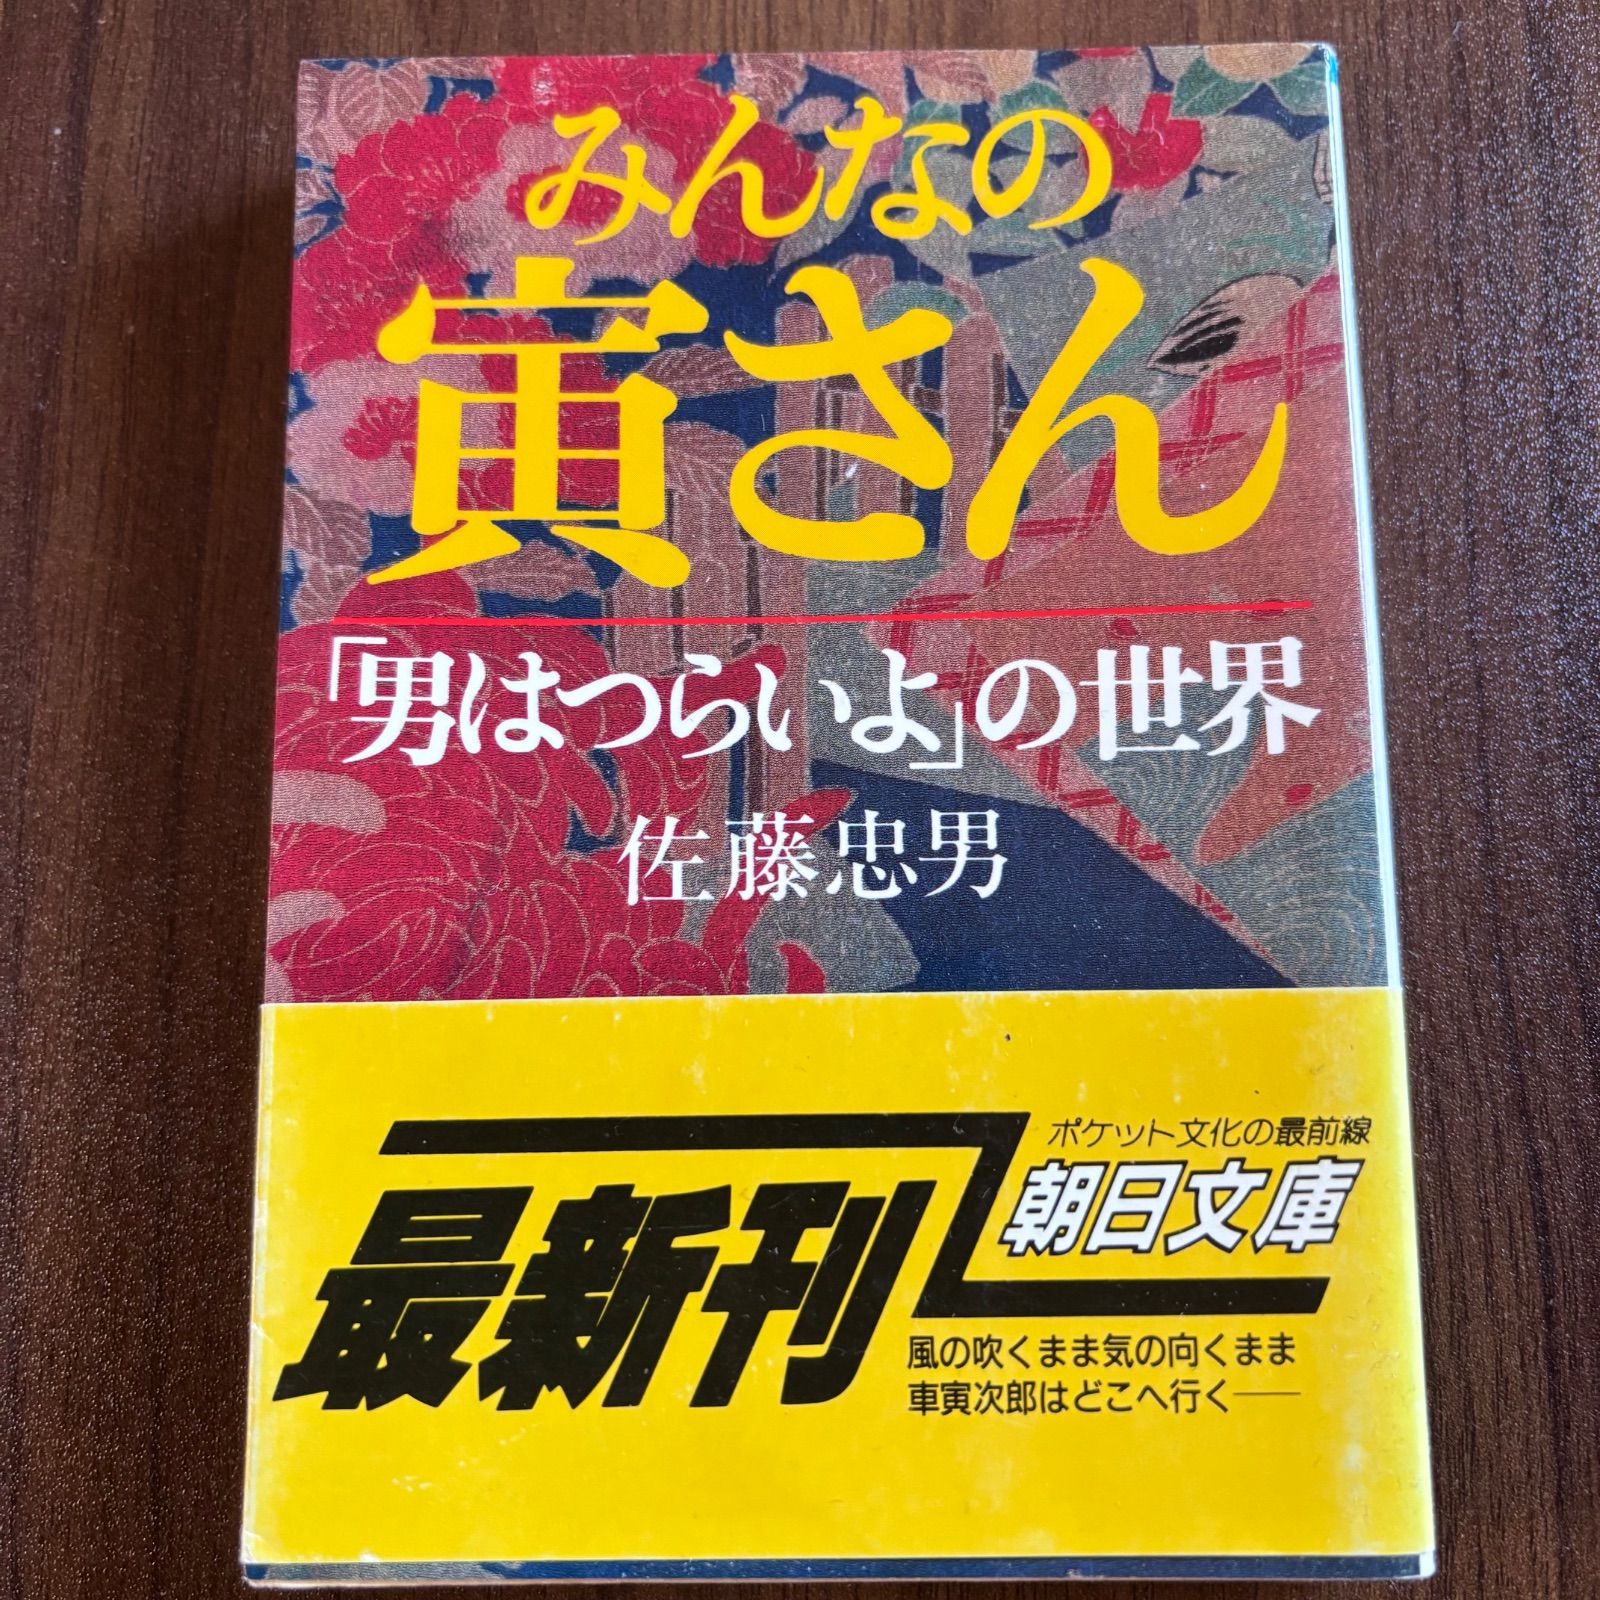 みんなの
寅さん
「男はつらいよ」の世界
佐藤忠男
ポケット文化の最前線
朝日文庫
最新刊
風の吹くまま気の向くまま
車寅次郎はどこへ行く──